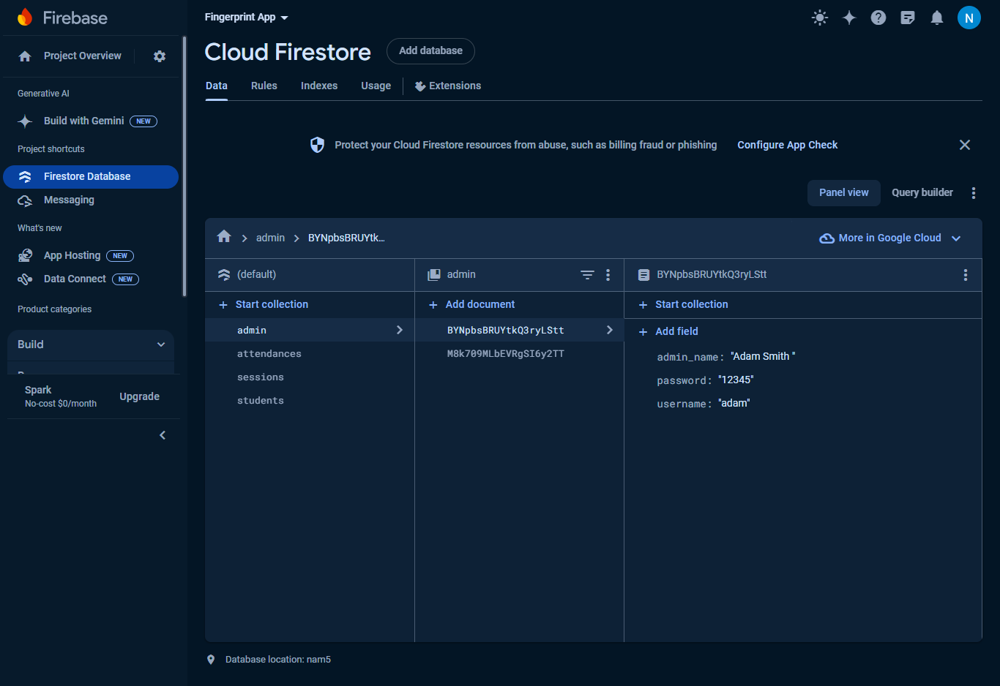 Firebase
Project Overview
Generative AI
Build with Gemini NEW
Project shortcuts
Firestore Database
Messaging
What's new
App Hosting NEW
Data Connect NEW
Product categories
Build
Spark
No-cost $0/month
Upgrade
Fingerprint App
N
Cloud Firestore
Add database
Data Rules Indexes Usage Extensions
Protect your Cloud Firestore resources from abuse, such as billing fraud or phishing Configure App Check
Panel view Query builder
admin BYNpbsBRUYtk...
More in Google Cloud
(default)
Start collection
admin
attendances
sessions
students
admin
Add document
BYNpbsBRUYtkQ3ryLStt
M8k709MLbEVRgSI6y2TT
BYNpbsBRUYtkQ3ryLStt
Start collection
Add field
admin_name: "Adam Smith "
password: "12345"
username: "adam"
Database location: nam5